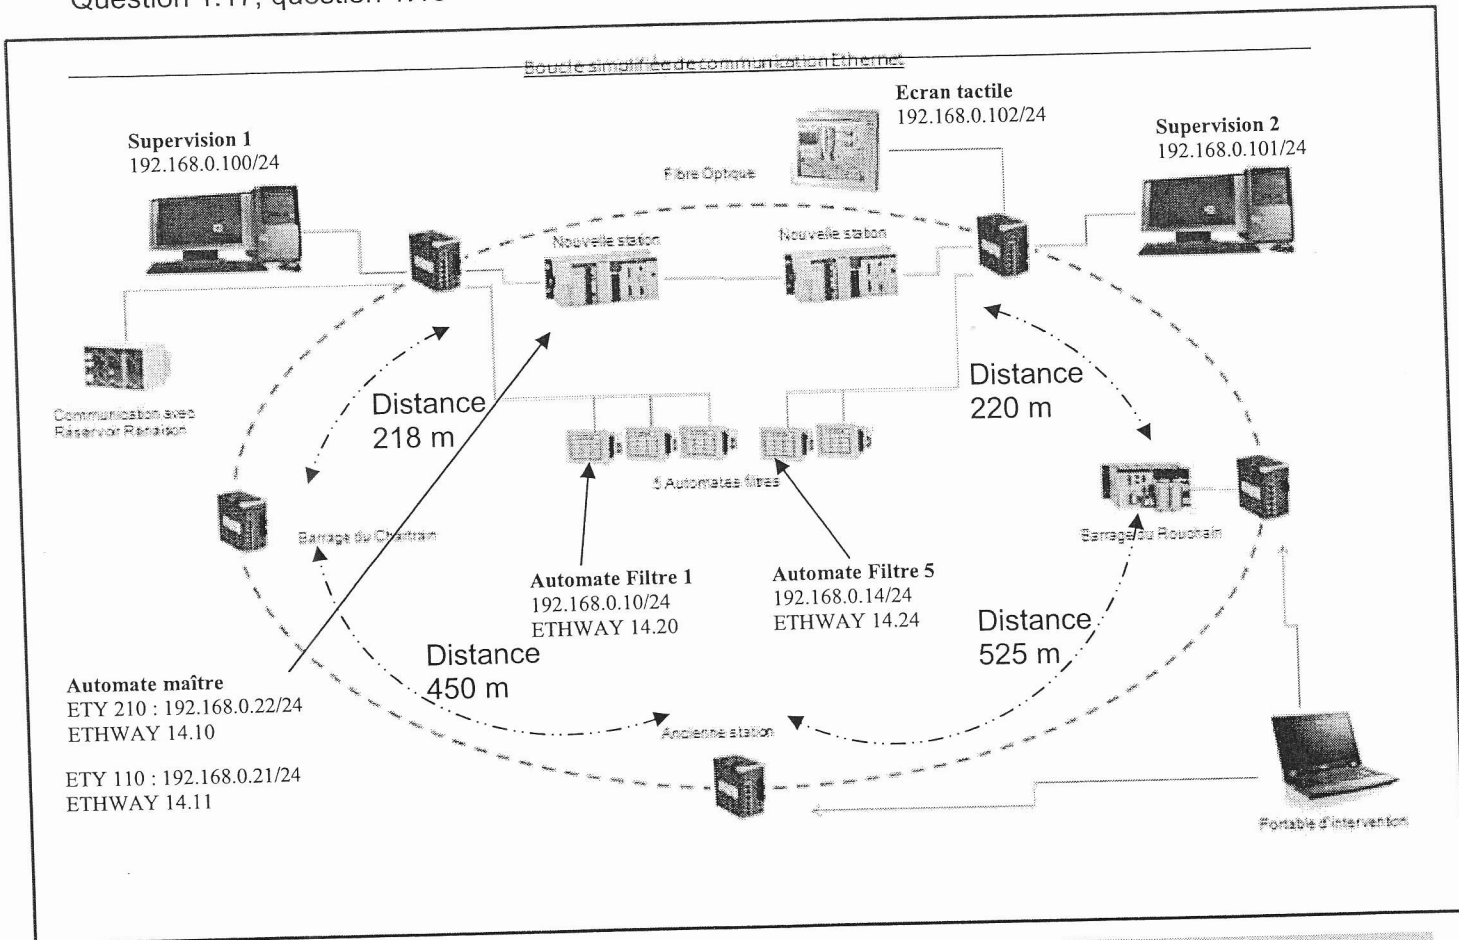 Question 1.17, question
Boucle simplifiée de communication Ethernet
Ecran tactile
192.168.0.102/24
Supervision 1
192.168.0.100/24
Supervision 2
192.168.0.101/24
Fibre Optique
Nouvelle station
Nouvelle station
Distance
218 m
Distance
220 m
Communication avec
Réservoir Renaison
5 Automates filtres
Barrage du Chartrain
Barrage du Rouchain
Automate Filtre 1
192.168.0.10/24
ETHWAY 14.20
Automate Filtre 5
192.168.0.14/24
ETHWAY 14.24
Distance
450 m
Distance
525 m
Automate maître
ETY 210 : 192.168.0.22/24
ETHWAY 14.10
ETY 110 : 192.168.0.21/24
ETHWAY 14.11
Ancienne station
Portable d'intervention